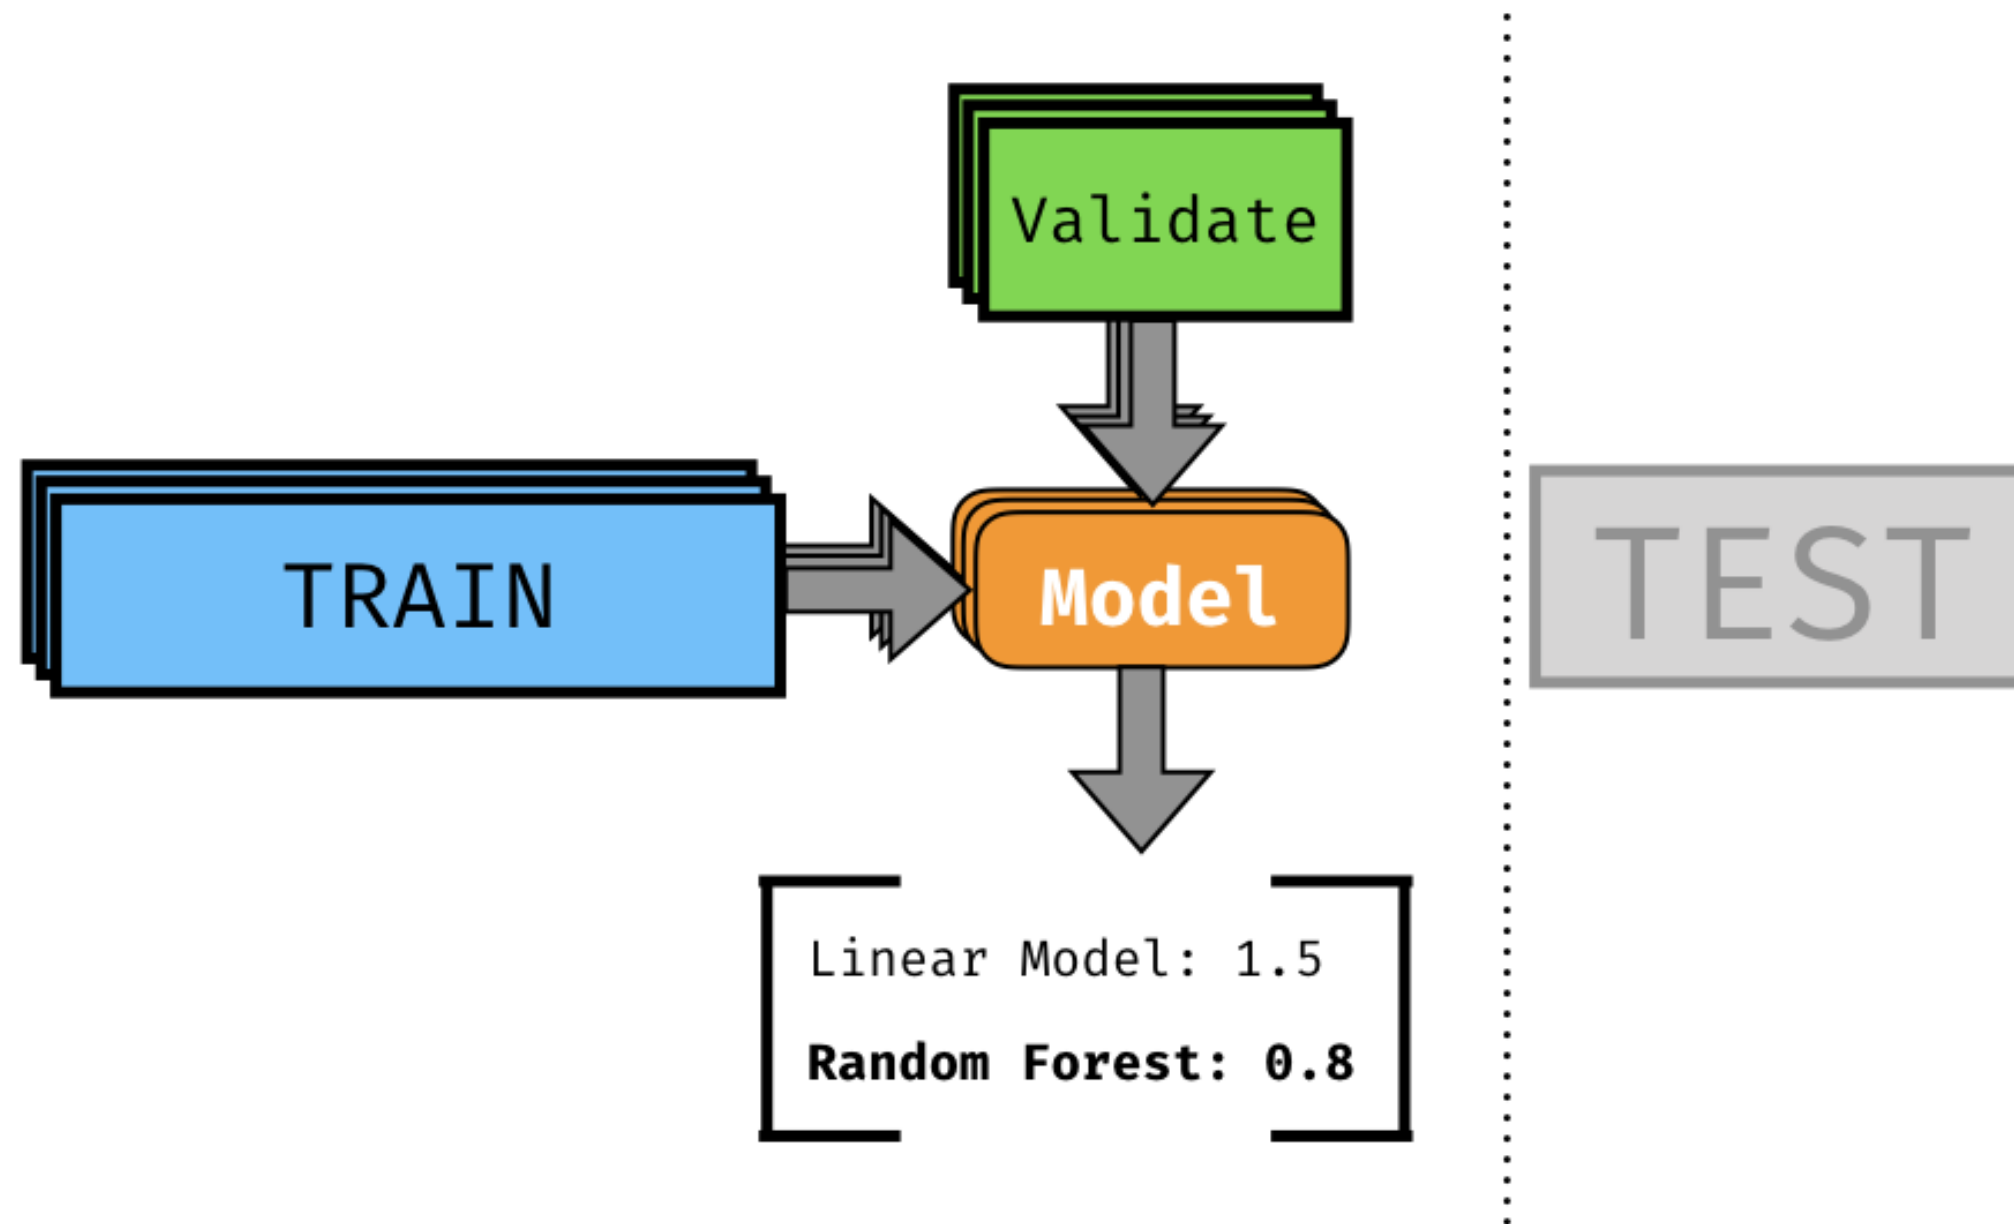 Validate
TRAIN
Model
TEST
Linear Model: 1.5
Random Forest: 0.8